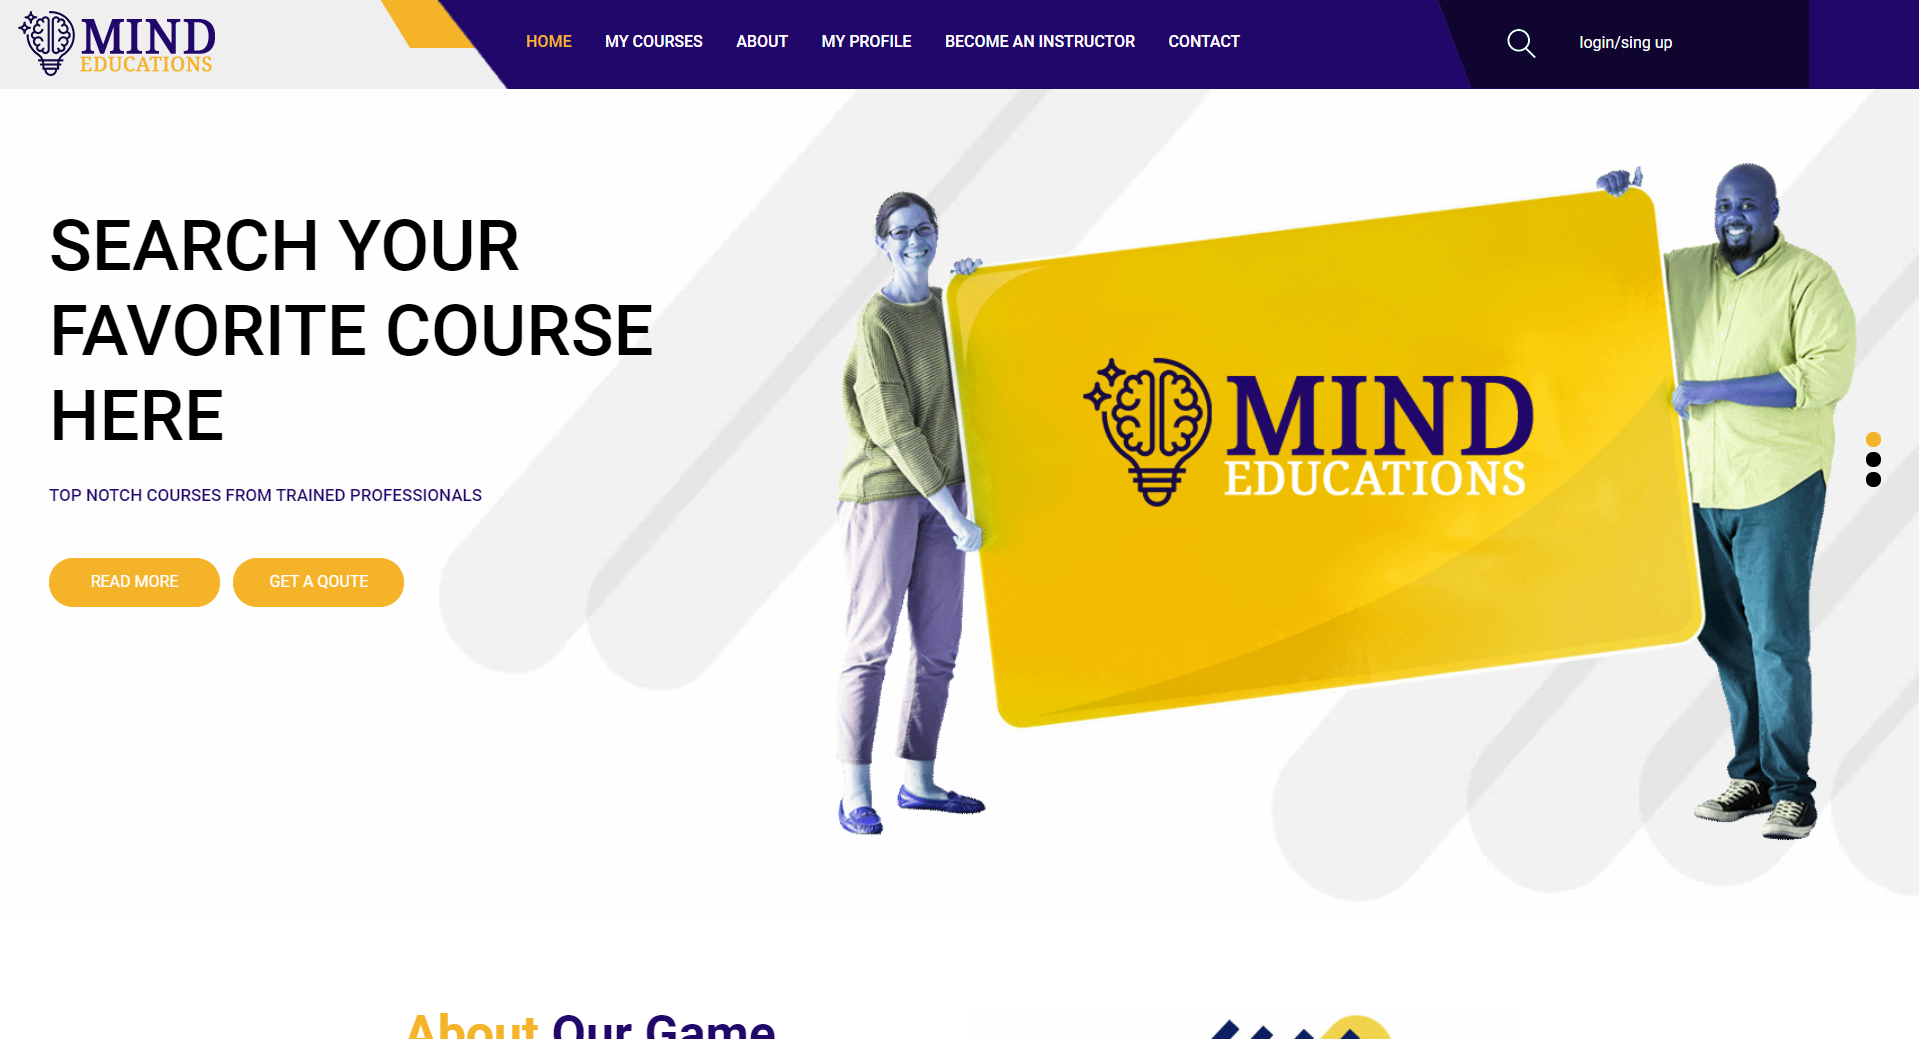 MIND
EDUCATIONS
HOME
MY COURSES
ABOUT
MY PROFILE
BECOME AN INSTRUCTOR
CONTACT
login/sing up
SEARCH YOUR
FAVORITE COURSE
HERE
TOP NOTCH COURSES FROM TRAINED PROFESSIONALS
READ MORE
GET A QOUTE
MIND
EDUCATIONS
About Our Game